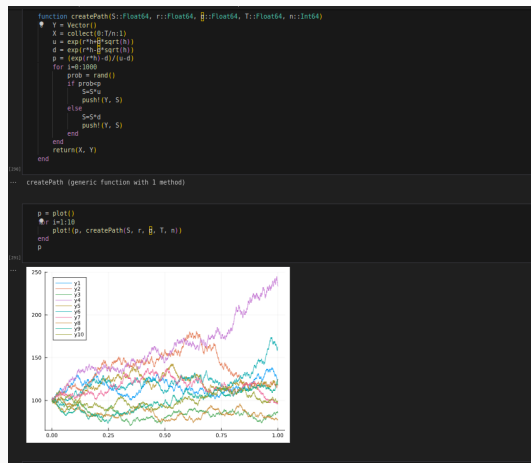 function createPath(S::Float64, r::Float64, σ::Float64, T::Float64, n::Int64)
Y = Vector()
X = collect(0:T/n:1)
u = exp(r*h+σ*sqrt(h)
d = exp(r*h-σ*sqrt(h))
p = (exp(r*h)-d)/(u-d)
for i=0:1000
prob = rand()
if prob<p
S=S*u
push!(Y, S)
else
S=S*d
push!(Y, S)
end
end
return(X, Y)
end
... createPath (generic function with 1 method)
p = plot()
for i=1:10
plot!(p, createPath(S, r, σ, T, n))
end
p
...
250
200
150
100
0.00
0.25
0.50
0.75
1.00
y1
y2
y3
y4
y5
y6
y7
y8
y9
y10